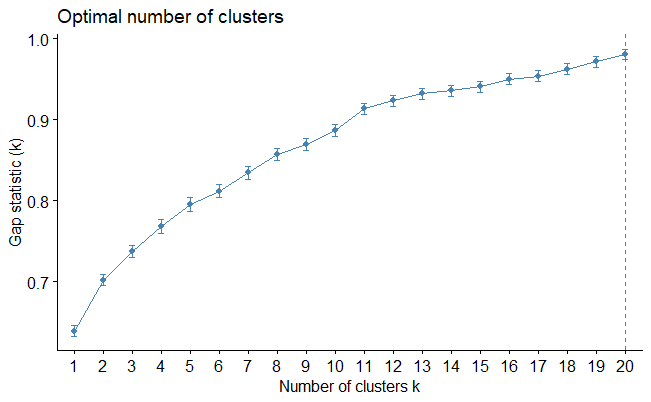 Optimal number of clusters
1.0
0.9
0.8
0.7
Gap statistic (k)
1 2 3 4 5 6 7 8 9 10 11 12 13 14 15 16 17 18 19 20
Number of clusters k